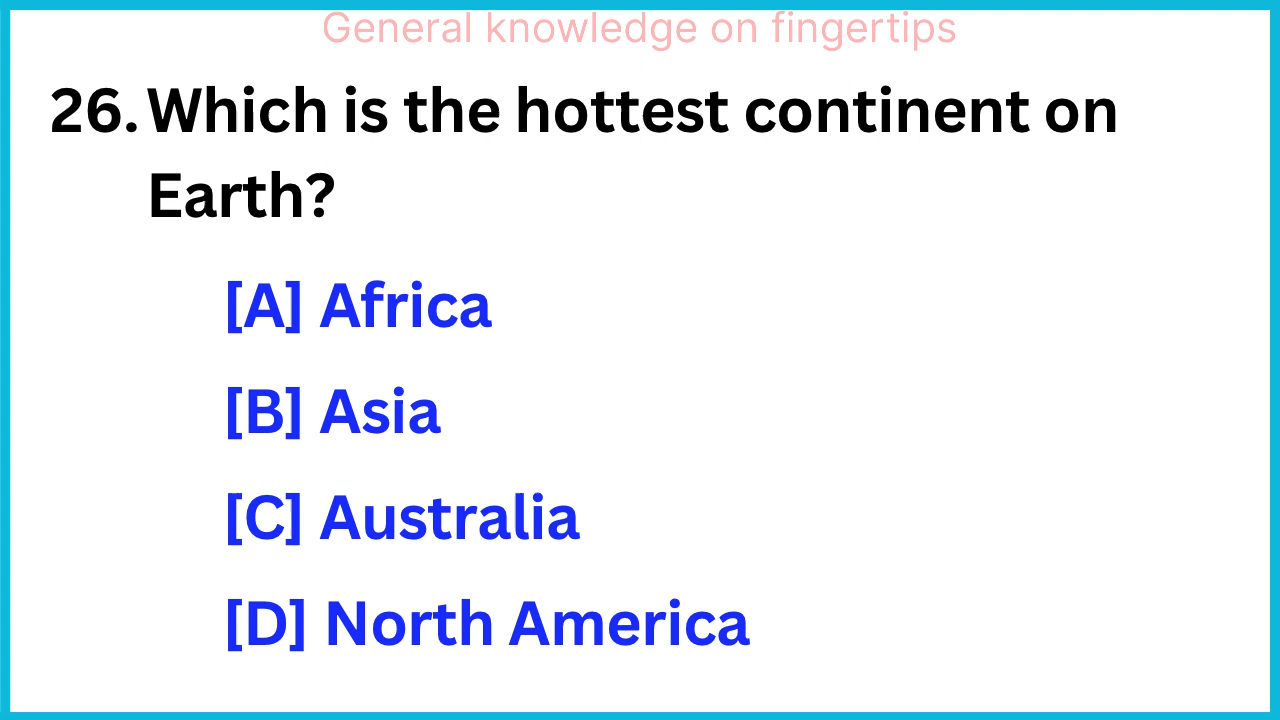 General knowledge on fingertips
26. Which is the hottest continent on
Earth?
[A] Africa
[B] Asia
[C] Australia
[D] North America